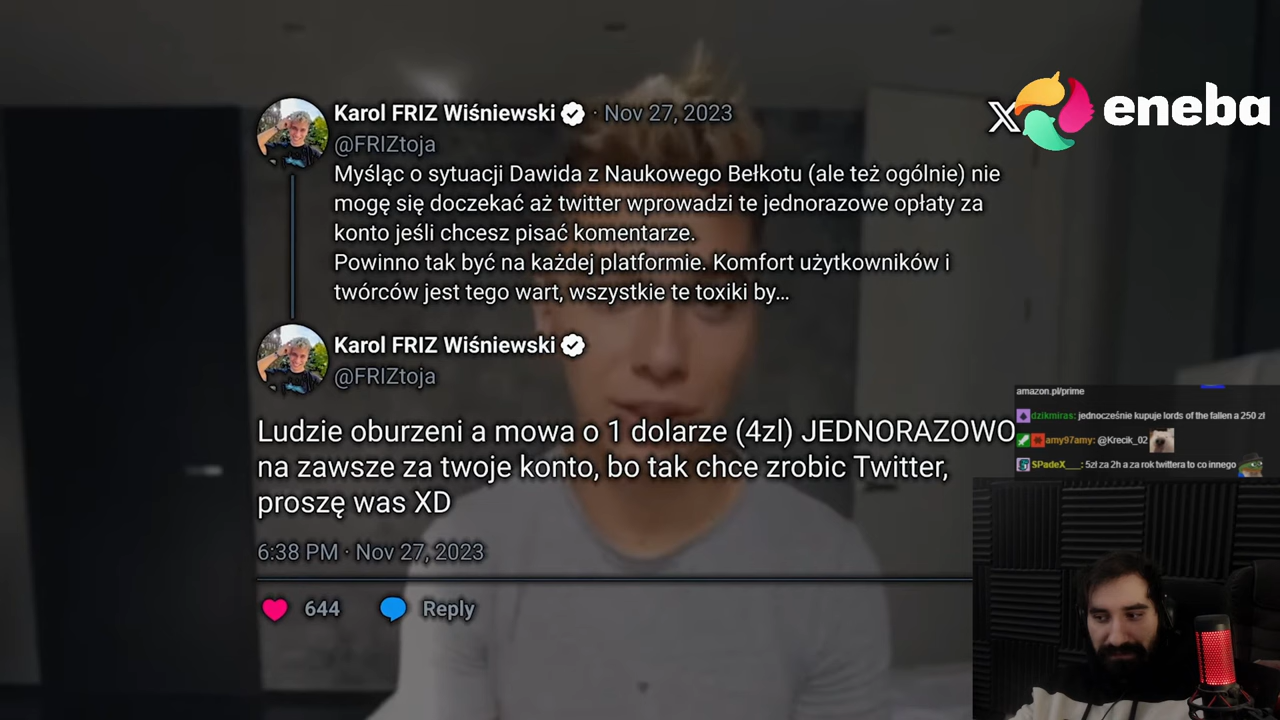 Karol FRIZ Wiśniewski · Nov 27, 2023
@FRIZtoja
Myśląc o sytuacji Dawida z Naukowego Bełkotu (ale też ogólnie) nie
mogę się doczekać aż twitter wprowadzi te jednorazowe opłaty za
konto jeśli chcesz pisać komentarze.
Powinno tak być na każdej platformie. Komfort użytkowników i
twórców jest tego wart, wszystkie te toxiki by…
Karol FRIZ Wiśniewski
@FRIZtoja
Ludzie oburzeni a mowa o 1 dolarze (4zl) JEDNORAZOWO
na zawsze za twoje konto, bo tak chce zrobic Twitter,
proszę was XD
6:38 PM · Nov 27, 2023
644 Reply
X eneba
amazon.pl/prime
dzikmiras: jednocześnie kupuje lords of the fallen a 250 zł
amy97amy: @Krecik_02
SPadeX___: 5zł za 2h a za rok twittera to co innego